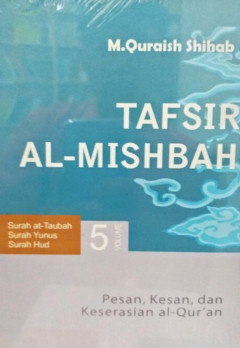 M.Quraish Shihab
TAFSIR
AL-MISHBAH
Surah at-Taubah
Surah Yunus
Surah Hud
5
VOLUME
Pesan, Kesan, dan
Keserasian al-Qur'an